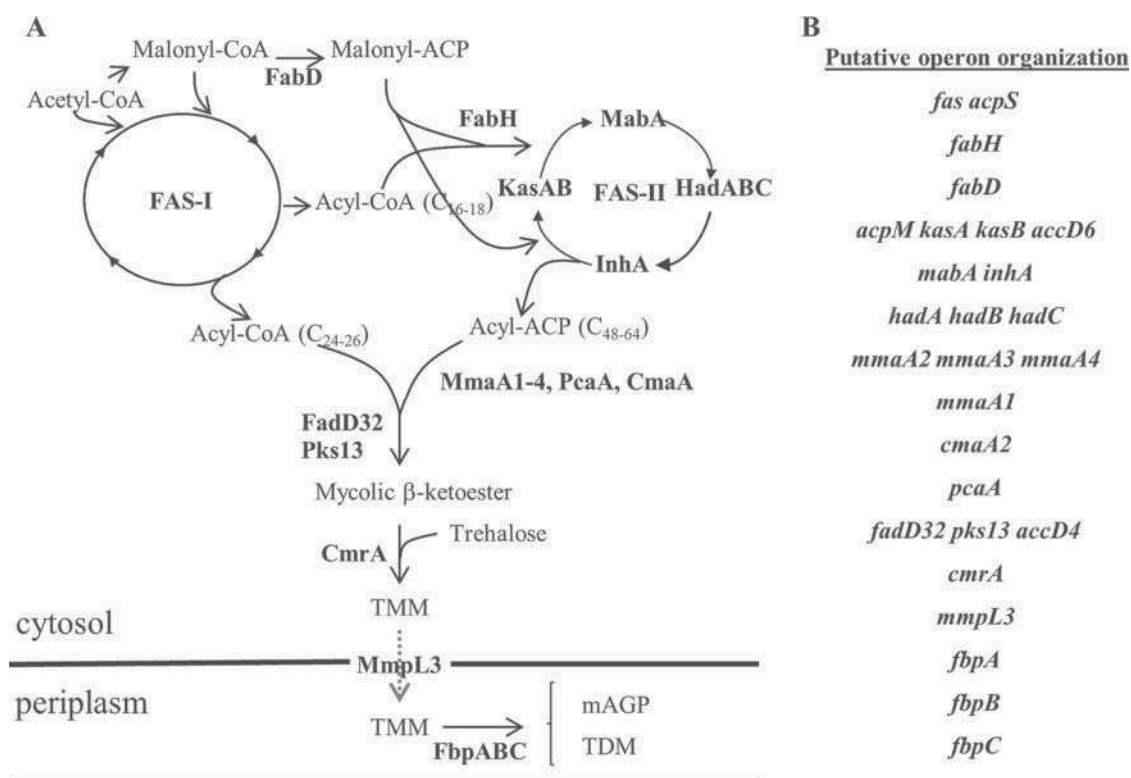 A
Malonyl-CoA
Malonyl-ACP
FabD
Acetyl-CoA
FabH
MabA
FAS-I
Acyl-CoA (C16-18)
KasAB
FAS-II
HadABC
InhA
Acyl-CoA (C24-26)
Acyl-ACP (C48-64)
MmaA1-4, PcaA, CmaA
FadD32
Pks13
Mycolic β-ketoester
Trehalose
CmrA
TMM
cytosol
MmpL3
periplasm
TMM
FbpABC
mAGP
TDM
B
Putative operon organization
fas acpS
fabH
fabD
acpM kasA kasB accD6
mabA inhA
hadA hadB hadC
mmaA2 mmaA3 mmaA4
mmaA1
cmaA2
pcaA
fadD32 pks13 accD4
cmrA
mmpL3
fbpA
fbpB
fbpC